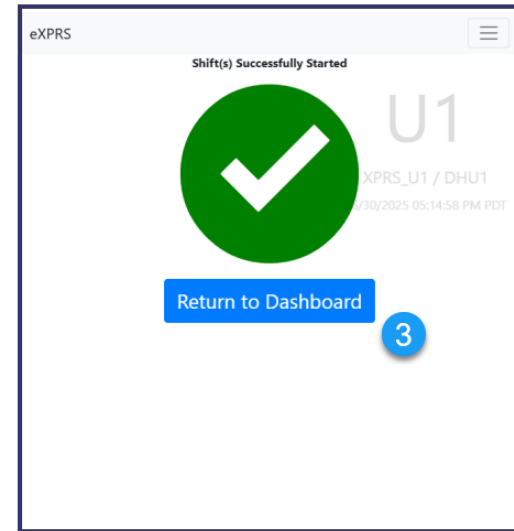 eXPRS
Shift(s) Successfully Started
U1
XPRS_U1 / DHU1
/30/2025 05:14:58 PM PDT
Return to Dashboard
3